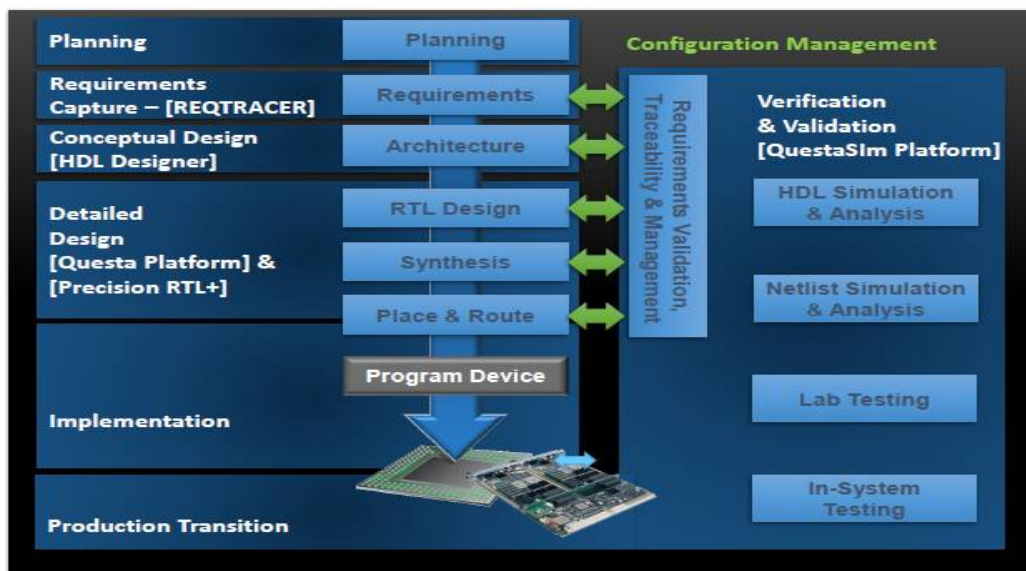 Planning
Planning
Configuration Management
Requirements
Capture – [REQTRACER]
Requirements
Conceptual Design
[HDL Designer]
Architecture
Detailed
Design
[Questa Platform] &
[Precision RTL+]
RTL Design
Synthesis
Place & Route
Program Device
Implementation
Production Transition
Requirements Validation,
Traceability & Management
Verification
& Validation
[QuestaSIm Platform]
HDL Simulation
& Analysis
Netlist Simulation
& Analysis
Lab Testing
In-System
Testing